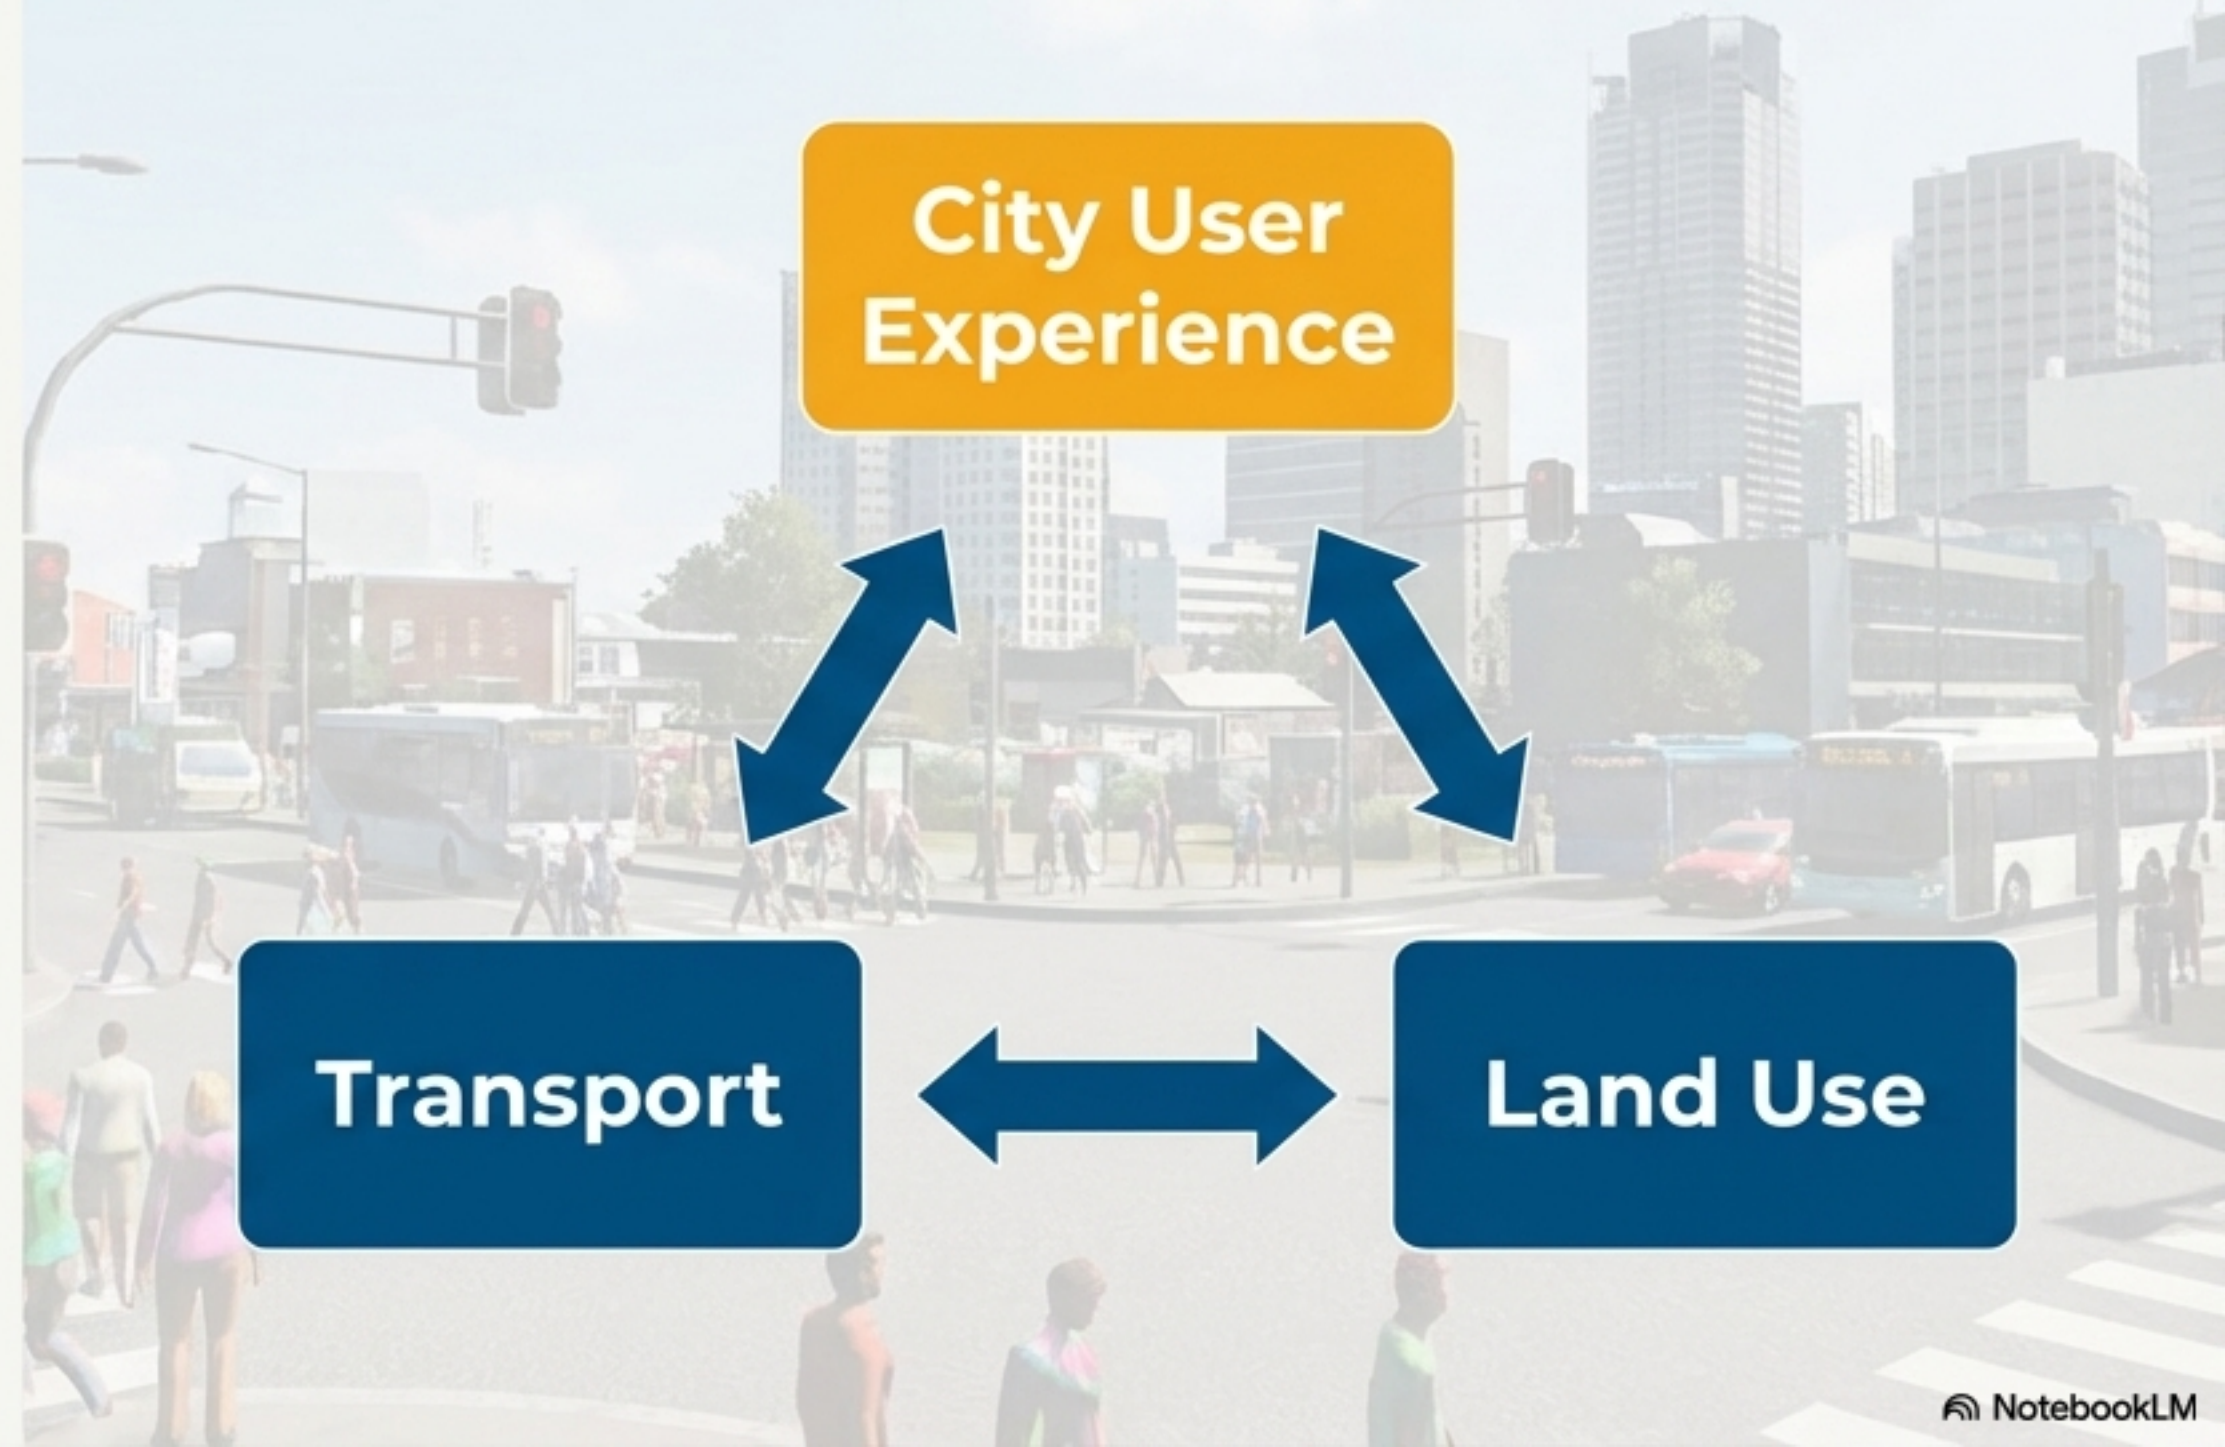 City User
Experience
Transport
Land Use
NotebookLM